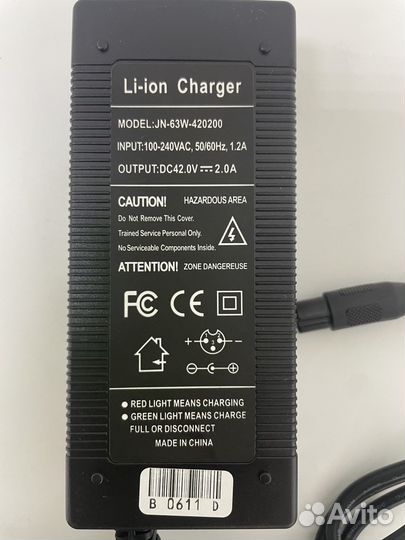 Li-ion Charger
MODEL:JN-63W-420200
INPUT:100-240VAC, 50/60Hz, 1.2A
OUTPUT:DC42.0V⎓2.0A
CAUTION! HAZARDOUS AREA
Do Not Remove This Cover.
Trained Service Personal Only.
No Serviceable Components Inside.
ATTENTION! ZONE DANGEREUSE
FC CE
RED LIGHT MEANS CHARGING
GREEN LIGHT MEANS CHARGE
FULL OR DISCONNECT
MADE IN CHINA
B 0611 D
Avito